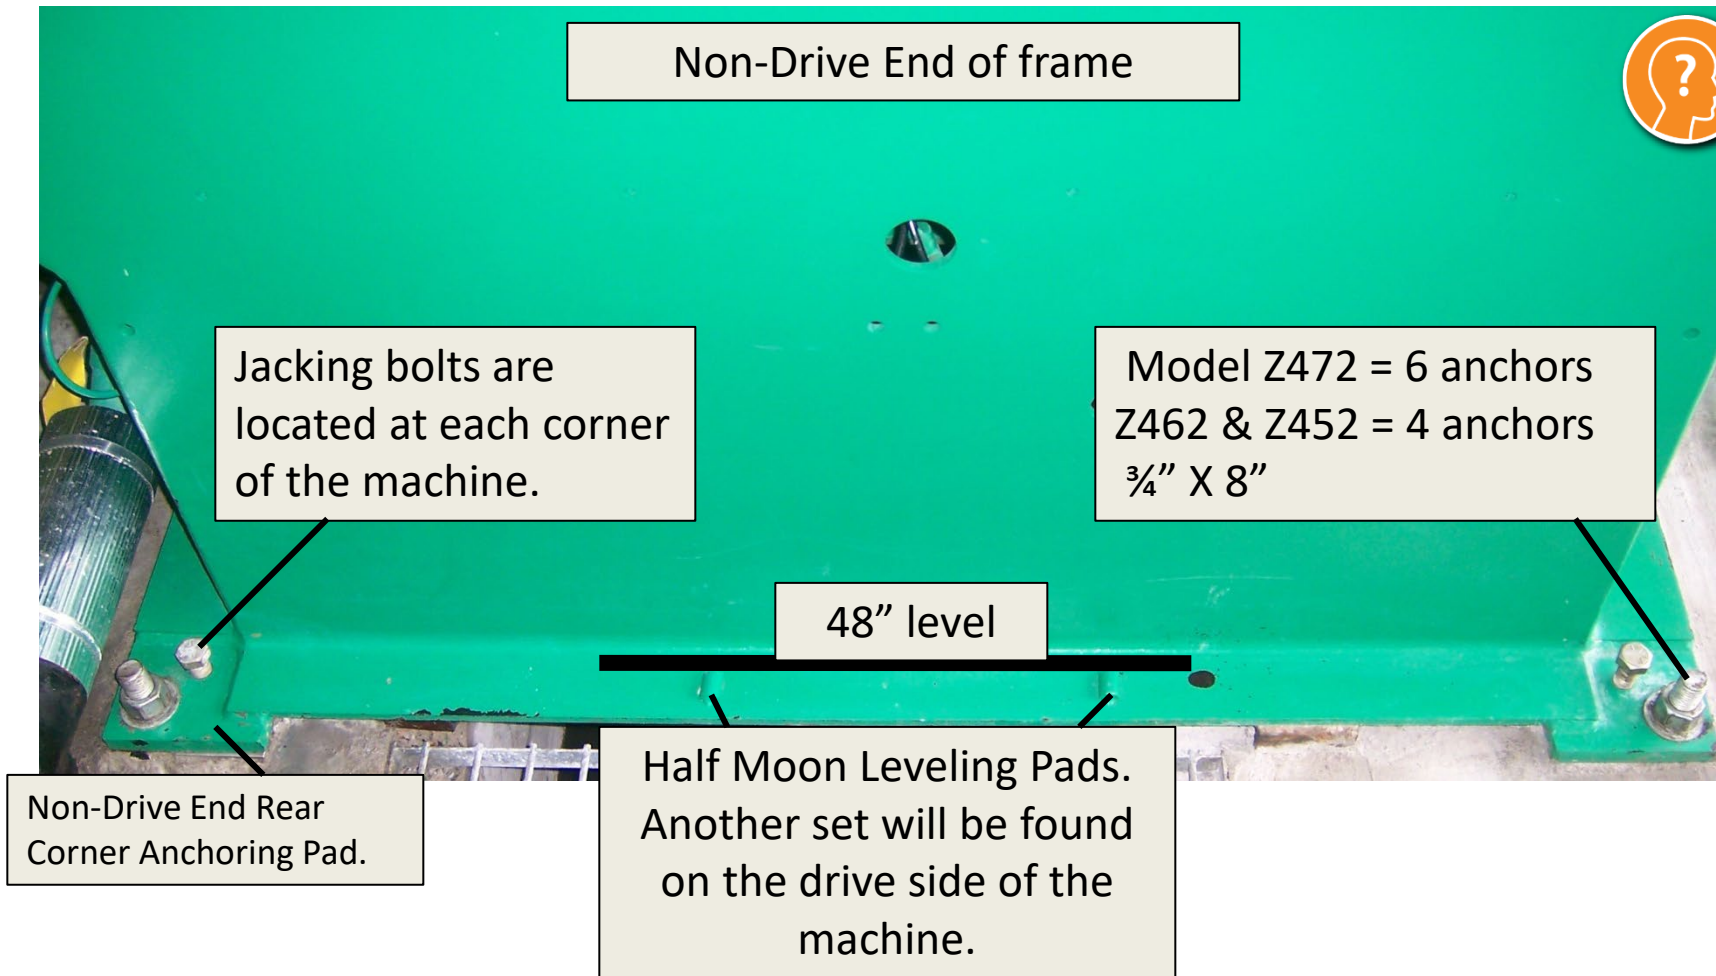 Non-Drive End of frame
?
Jacking bolts are
located at each corner
of the machine.
Model Z472 = 6 anchors
Z462 & Z452 = 4 anchors
¾” X 8”
48” level
Non-Drive End Rear
Corner Anchoring Pad.
Half Moon Leveling Pads.
Another set will be found
on the drive side of the
machine.